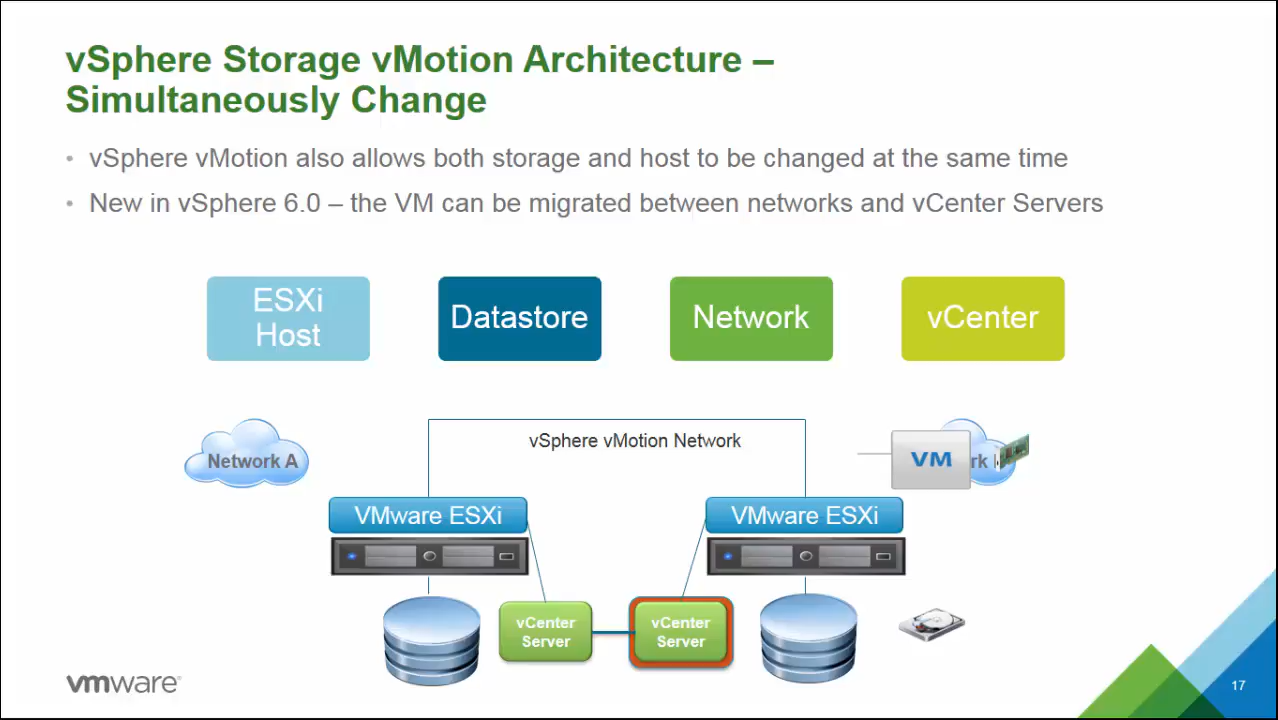 vSphere Storage vMotion Architecture –
Simultaneously Change
• vSphere vMotion also allows both storage and host to be changed at the same time
• New in vSphere 6.0 – the VM can be migrated between networks and vCenter Servers
ESXi
Host
Datastore
Network
vCenter
Network A
vSphere vMotion Network
VM
VMware ESXi
VMware ESXi
vCenter
Server
vCenter
Server
vmware
17